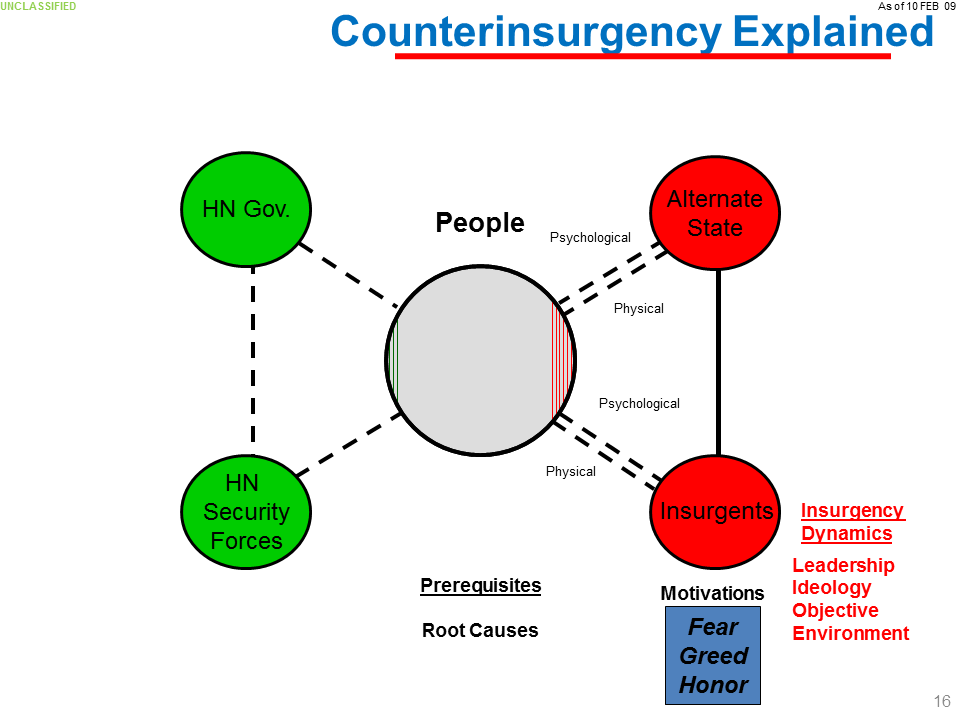 UNCLASSIFIED
As of 10 FEB 09
Counterinsurgency Explained
HN Gov.
People
Alternate
State
Psychological
Physical
Psychological
Physical
HN
Security
Forces
Insurgents
Insurgency
Dynamics
Leadership
Ideology
Objective
Environment
Prerequisites
Root Causes
Motivations
Fear
Greed
Honor
16